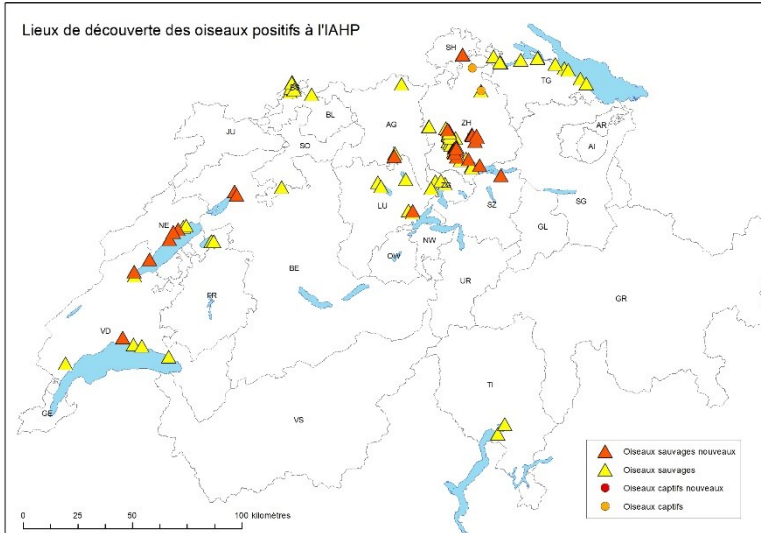 Lieux de découverte des oiseaux positifs à l'IAHP
SH
TG
BS
BL
JU
AG
ZH
AR
AI
SO
ZG
LU
SZ
SG
NE
GL
NW
OW
BE
UR
FR
GR
VD
TI
VS
GE
Oiseaux sauvages nouveaux
Oiseaux sauvages
Oiseaux captifs nouveaux
Oiseaux captifs
0 50 100 kilomètres